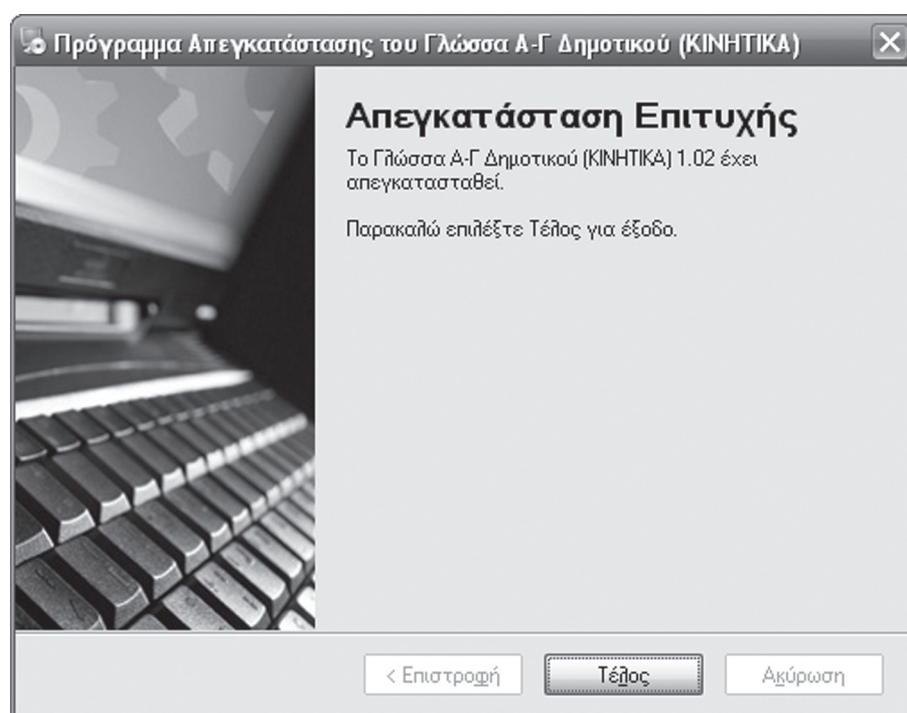 Πρόγραμμα Απεγκατάστασης του Γλώσσα Α-Γ Δημοτικού (ΚΙΝΗΤΙΚΑ)
Απεγκατάσταση Επιτυχής
Το Γλώσσα Α-Γ Δημοτικού (ΚΙΝΗΤΙΚΑ) 1.02 έχει
απεγκατασταθεί.
Παρακαλώ επιλέξτε Τέλος για έξοδο.
< Επιστροφή
Τέλος
Ακύρωση